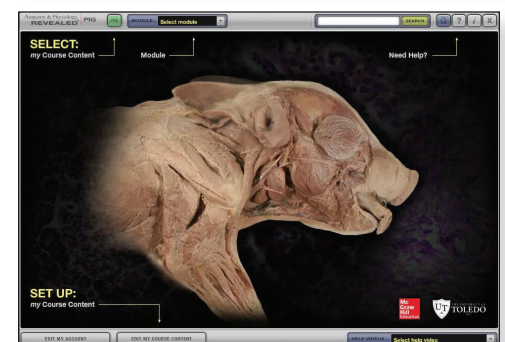 Anatomy & Physiology
REVEALED PIG
my
MODULE Select module
SEARCH
? i X
SELECT:
my Course Content
Module
Need Help?
SET UP:
my Course Content
Mc
Graw
Hill
Education
UT
THE UNIVERSITY OF
TOLEDO
EDIT MY ACCOUNT
EDIT MY COURSE CONTENT
HELP VIDEOS Select help video